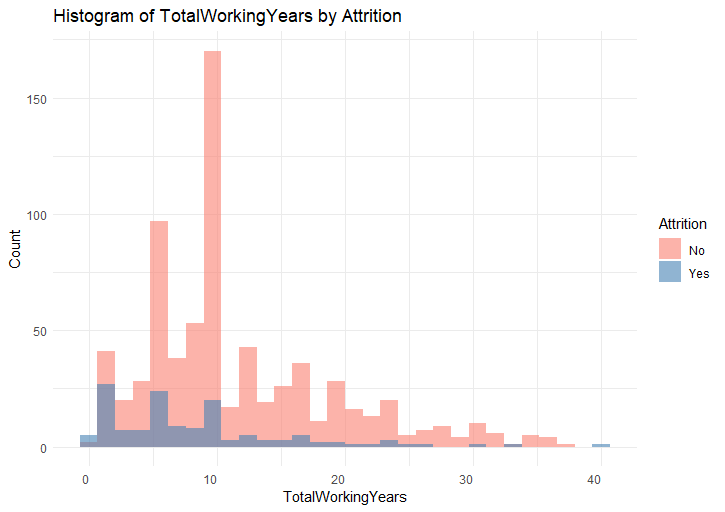 Histogram of TotalWorkingYears by Attrition
150
100
50
0
Count
0 10 20 30 40
TotalWorkingYears
Attrition
No
Yes